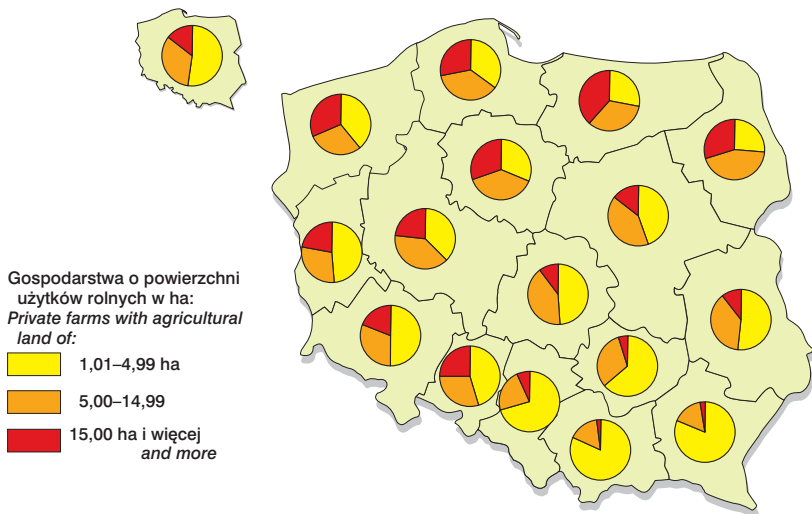 Gospodarstwa o powierzchni
użytków rolnych w ha:
Private farms with agricultural
land of:
1,01–4,99 ha
5,00–14,99
15,00 ha i więcej
and more